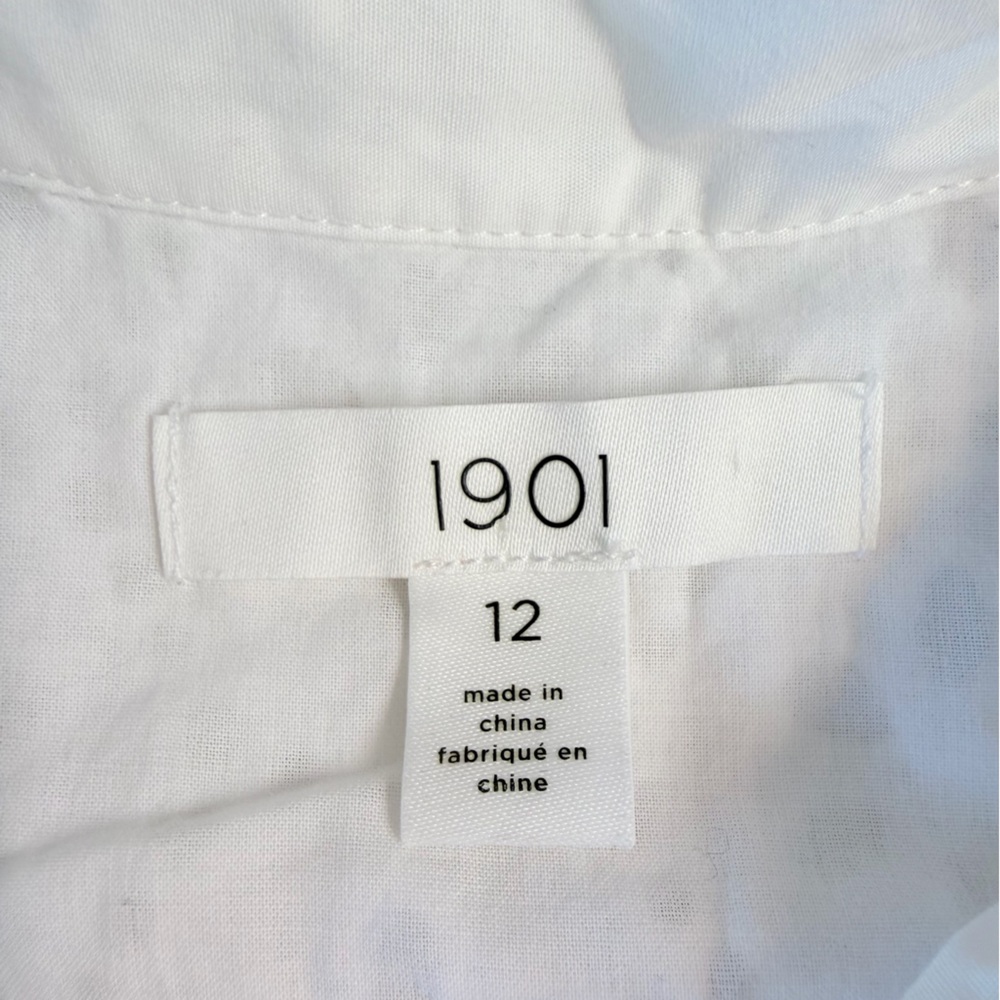 1901
12
made in
china
fabriqué en
chine